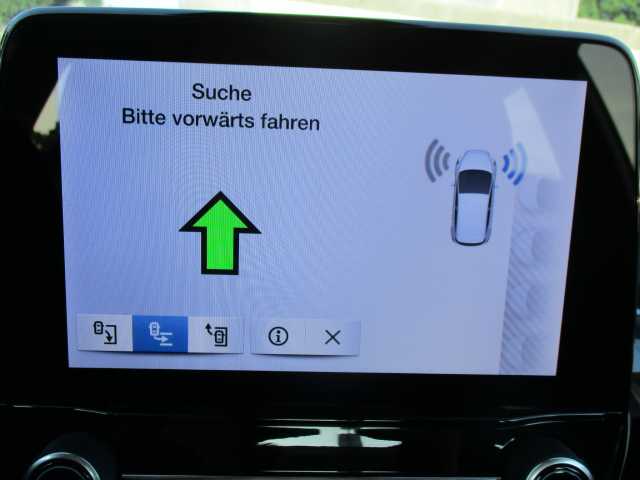 Suche
Bitte vorwärts fahren